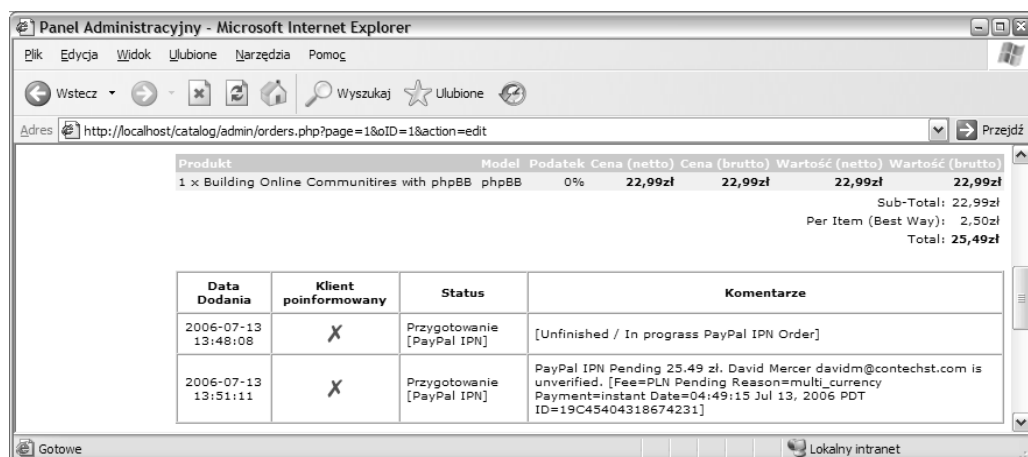 Panel Administracyjny - Microsoft Internet Explorer
Plik Edycja Widok Ulubione Narzędzia Pomoc
Wstecz Wyszukaj Ulubione
Adres http://localhost/catalog/admin/orders.php?page=1&oID=1&action=edit Przejdź
Produkt Model Podatek Cena (netto) Cena (brutto) Wartość (netto) Wartość (brutto)
1 x Building Online Communitires with phpBB phpBB 0% 22,99zł 22,99zł 22,99zł 22,99zł
Sub-Total: 22,99zł
Per Item (Best Way): 2,50zł
Total: 25,49zł
Data Dodania Klient poinformowany Status Komentarze
2006-07-13 13:48:08 ✗ Przygotowanie [PayPal IPN] [Unfinished / In prograss PayPal IPN Order]
2006-07-13 13:51:11 ✗ Przygotowanie [PayPal IPN] PayPal IPN Pending 25.49 zł. David Mercer davidm@contechst.com is
unverified. [Fee=PLN Pending Reason=multi_currency
Payment=instant Date=04:49:15 Jul 13, 2006 PDT
ID=19C45404318674231]
Gotowe Lokalny intranet